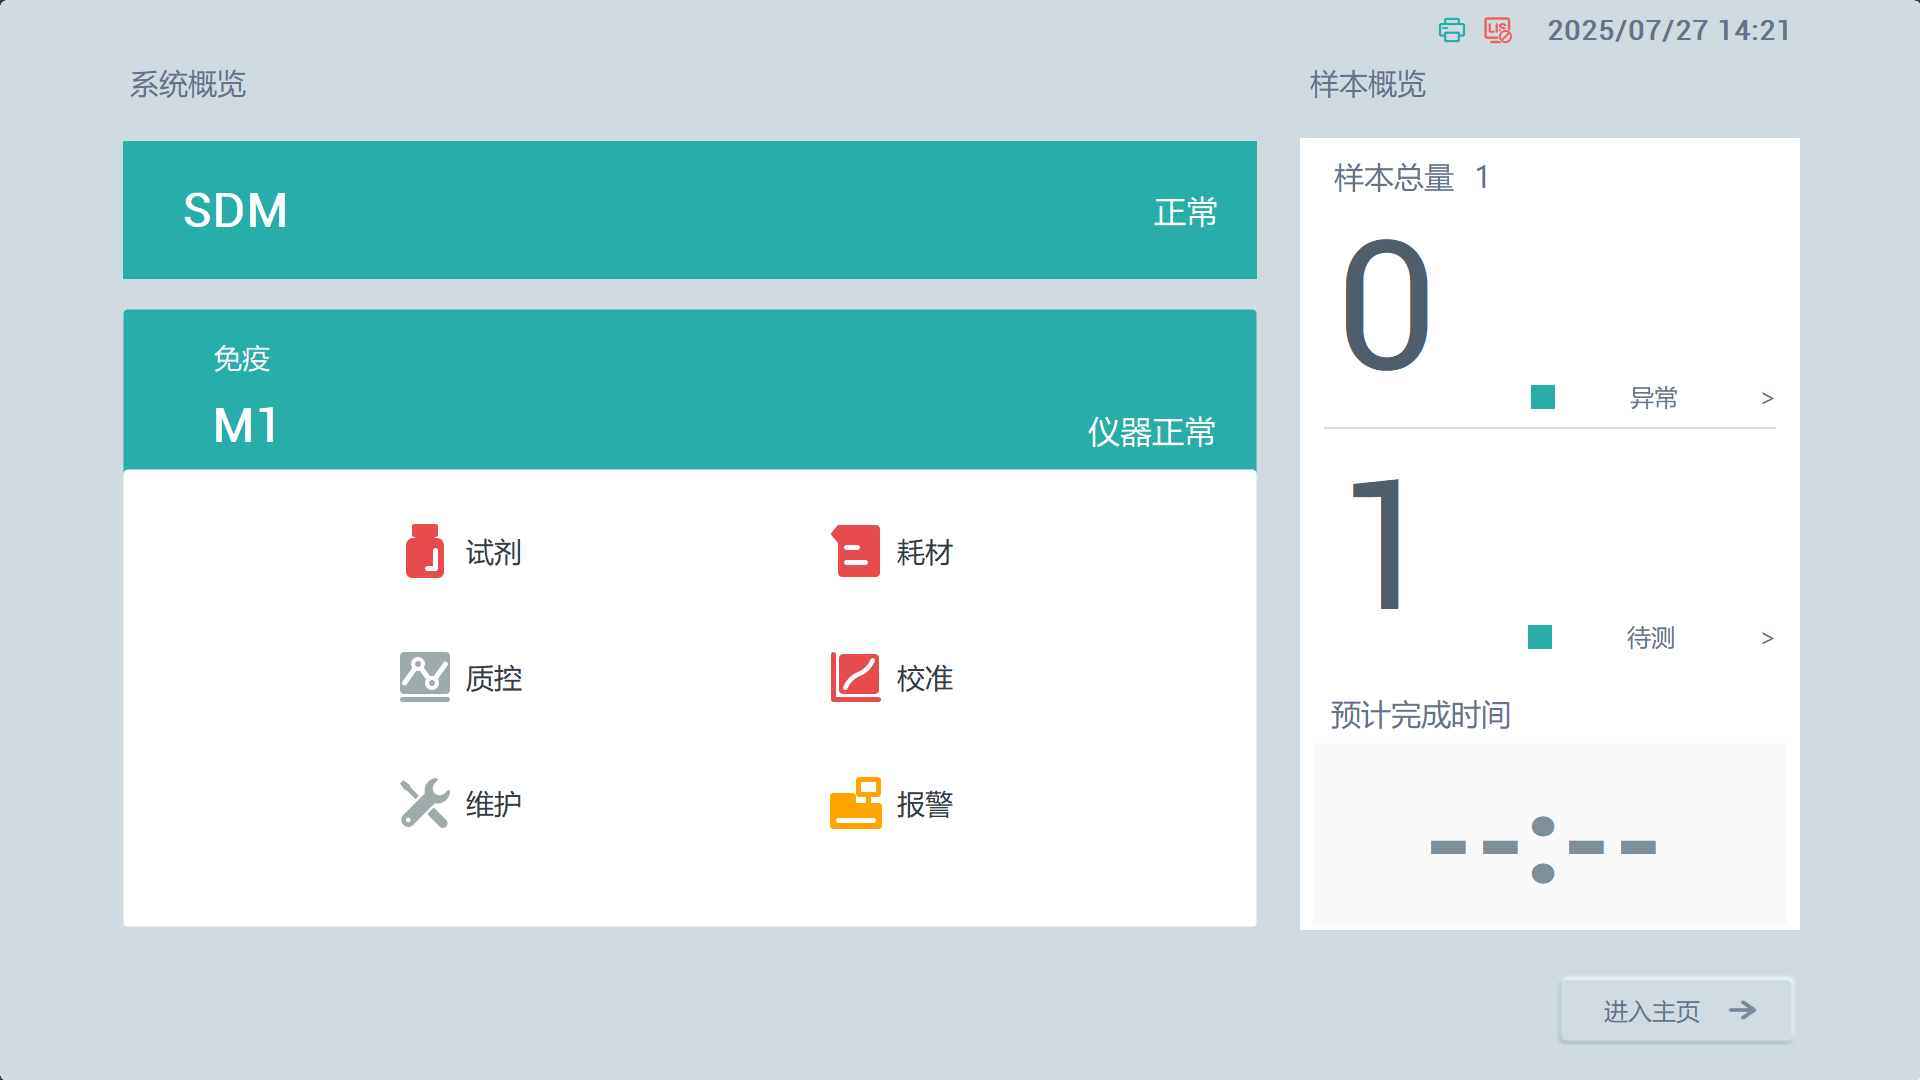 LIS
2025/07/27 14:21
系统概览
样本概览
SDM
正常
免疫
M1
仪器正常
试剂
耗材
质控
校准
维护
报警
样本总量 1
0
异常 >
1
待测 >
预计完成时间
--:--
进入主页